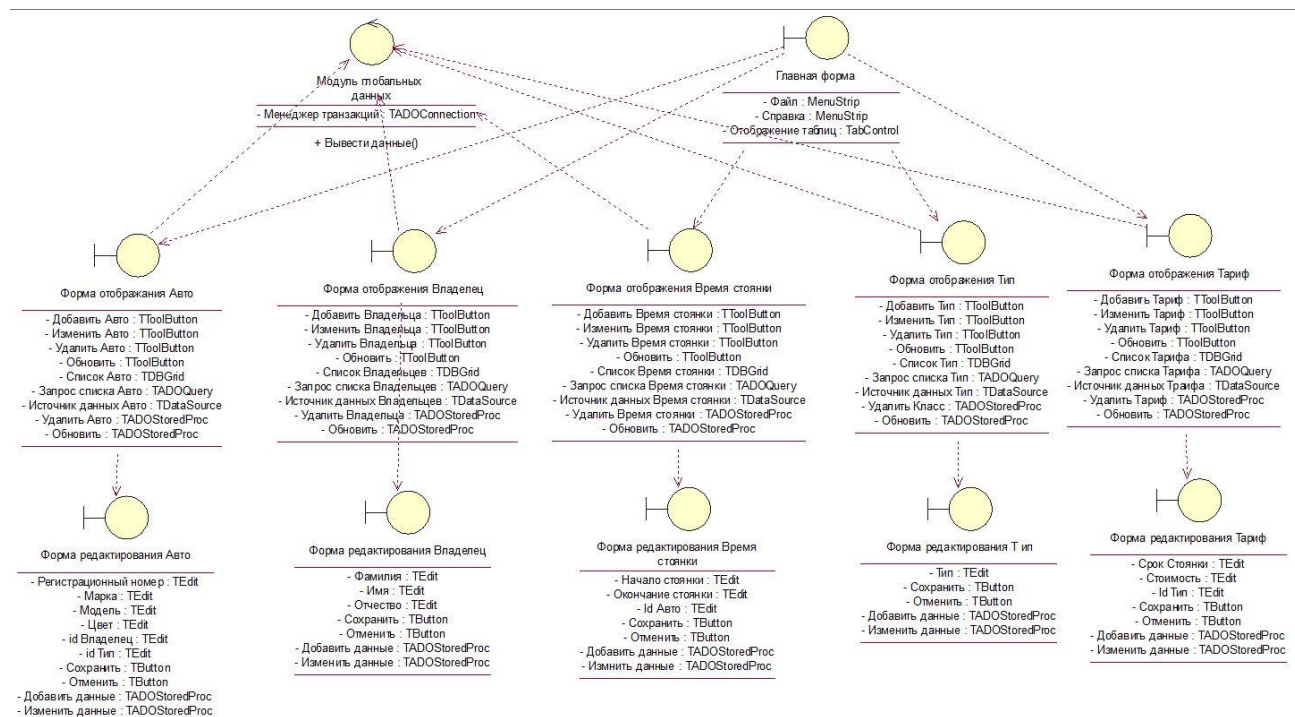 Модуль глобальных
данных
- Менеджер транзакций : TADOConnection
+ Вывести данные()
Главная форма
- Файл : MenuStrip
- Справка : MenuStrip
- Отображение таблиц : TabControl
Форма отображания Авто
- Добавить Авто : TToolButton
- Изменить Авто : TToolButton
- Удалить Авто : TToolButton
- Обновить : TToolButton
- Список Авто : TDBGrid
- Запрос списка Авто : TADOQuery
- Источник данных Авто : TDataSource
- Удалить Авто : TADOStoredProc
- Обновить : TADOStoredProc
Форма отображения Владелец
- Добавить Владельца : TToolButton
- Изменить Владельца : TToolButton
- Удалить Владельца : TToolButton
- Обновить : TToolButton
- Список Владельцев : TDBGrid
- Запрос списка Владельцев : TADOQuery
- Источник данных Владельцев : TDataSource
- Удалить Владельца : TADOStoredProc
- Обновить : TADOStoredProc
Форма отображения Время стоянки
- Добавить Время стоянки : TToolButton
- Изменить Время стоянки : TToolButton
- Удалить Время стоянки : TToolButton
- Обновить : TToolButton
- Список Время стоянки : TDBGrid
- Запрос списка Время стоянки : TADOQuery
- Источник данных Время стоянки : TDataSource
- Удалить Время стоянки : TADOStoredProc
- Обновить : TADOStoredProc
Форма отображения Тип
- Добавить Тип : TToolButton
- Изменить Тип : TToolButton
- Удалить Тип : TToolButton
- Обновить : TToolButton
- Список Тип : TDBGrid
- Запрос списка Тип : TADOQuery
- Источник данных Тип : TDataSource
- Удалить Класс : TADOStoredProc
- Обновить : TADOStoredProc
Форма отображения Тариф
- Добавить Тариф : TToolButton
- Изменить Тариф : TToolButton
- Удалить Тариф : TToolButton
- Обновить : TToolButton
- Список Тарифа : TDBGrid
- Запрос списка Тарифа : TADOQuery
- Источник данных Траифа : TDataSource
- Удалить Тариф : TADOStoredProc
- Обновить : TADOStoredProc
Форма редактирования Авто
- Регистрационный номер : TEdit
- Марка : TEdit
- Модель : TEdit
- Цвет : TEdit
- id Владелец : TEdit
- id Тип : TEdit
- Сохранить : TButton
- Отменить : TButton
- Добавить данные : TADOStoredProc
- Изменить данные : TADOStoredProc
Форма редактирования Владелец
- Фамилия : TEdit
- Имя : TEdit
- Отчество : TEdit
- Сохранить : TButton
- Отменить : TButton
- Добавить данные : TADOStoredProc
- Изменить данные : TADOStoredProc
Форма редактирования Время
стоянки
- Начало стоянки : TEdit
- Окончание стоянки : TEdit
- Id Авто : TEdit
- Сохранить : TButton
- Отменить : TButton
- Добавить данные : TADOStoredProc
- Измнить данные : TADOStoredProc
Форма редактирования Т ип
- Тип : TEdit
- Сохранить : TButton
- Отменить : TButton
- Добавить данные : TADOStoredProc
- Изменить данные : TADOStoredProc
Форма редактирования Тариф
- Срок Стоянки : TEdit
- Стоимость : TEdit
- Id Тип : TEdit
- Сохранить : TButton
- Отменить : TButton
- Добавить данные : TADOStoredProc
- Изменить данные : TADOStoredProc